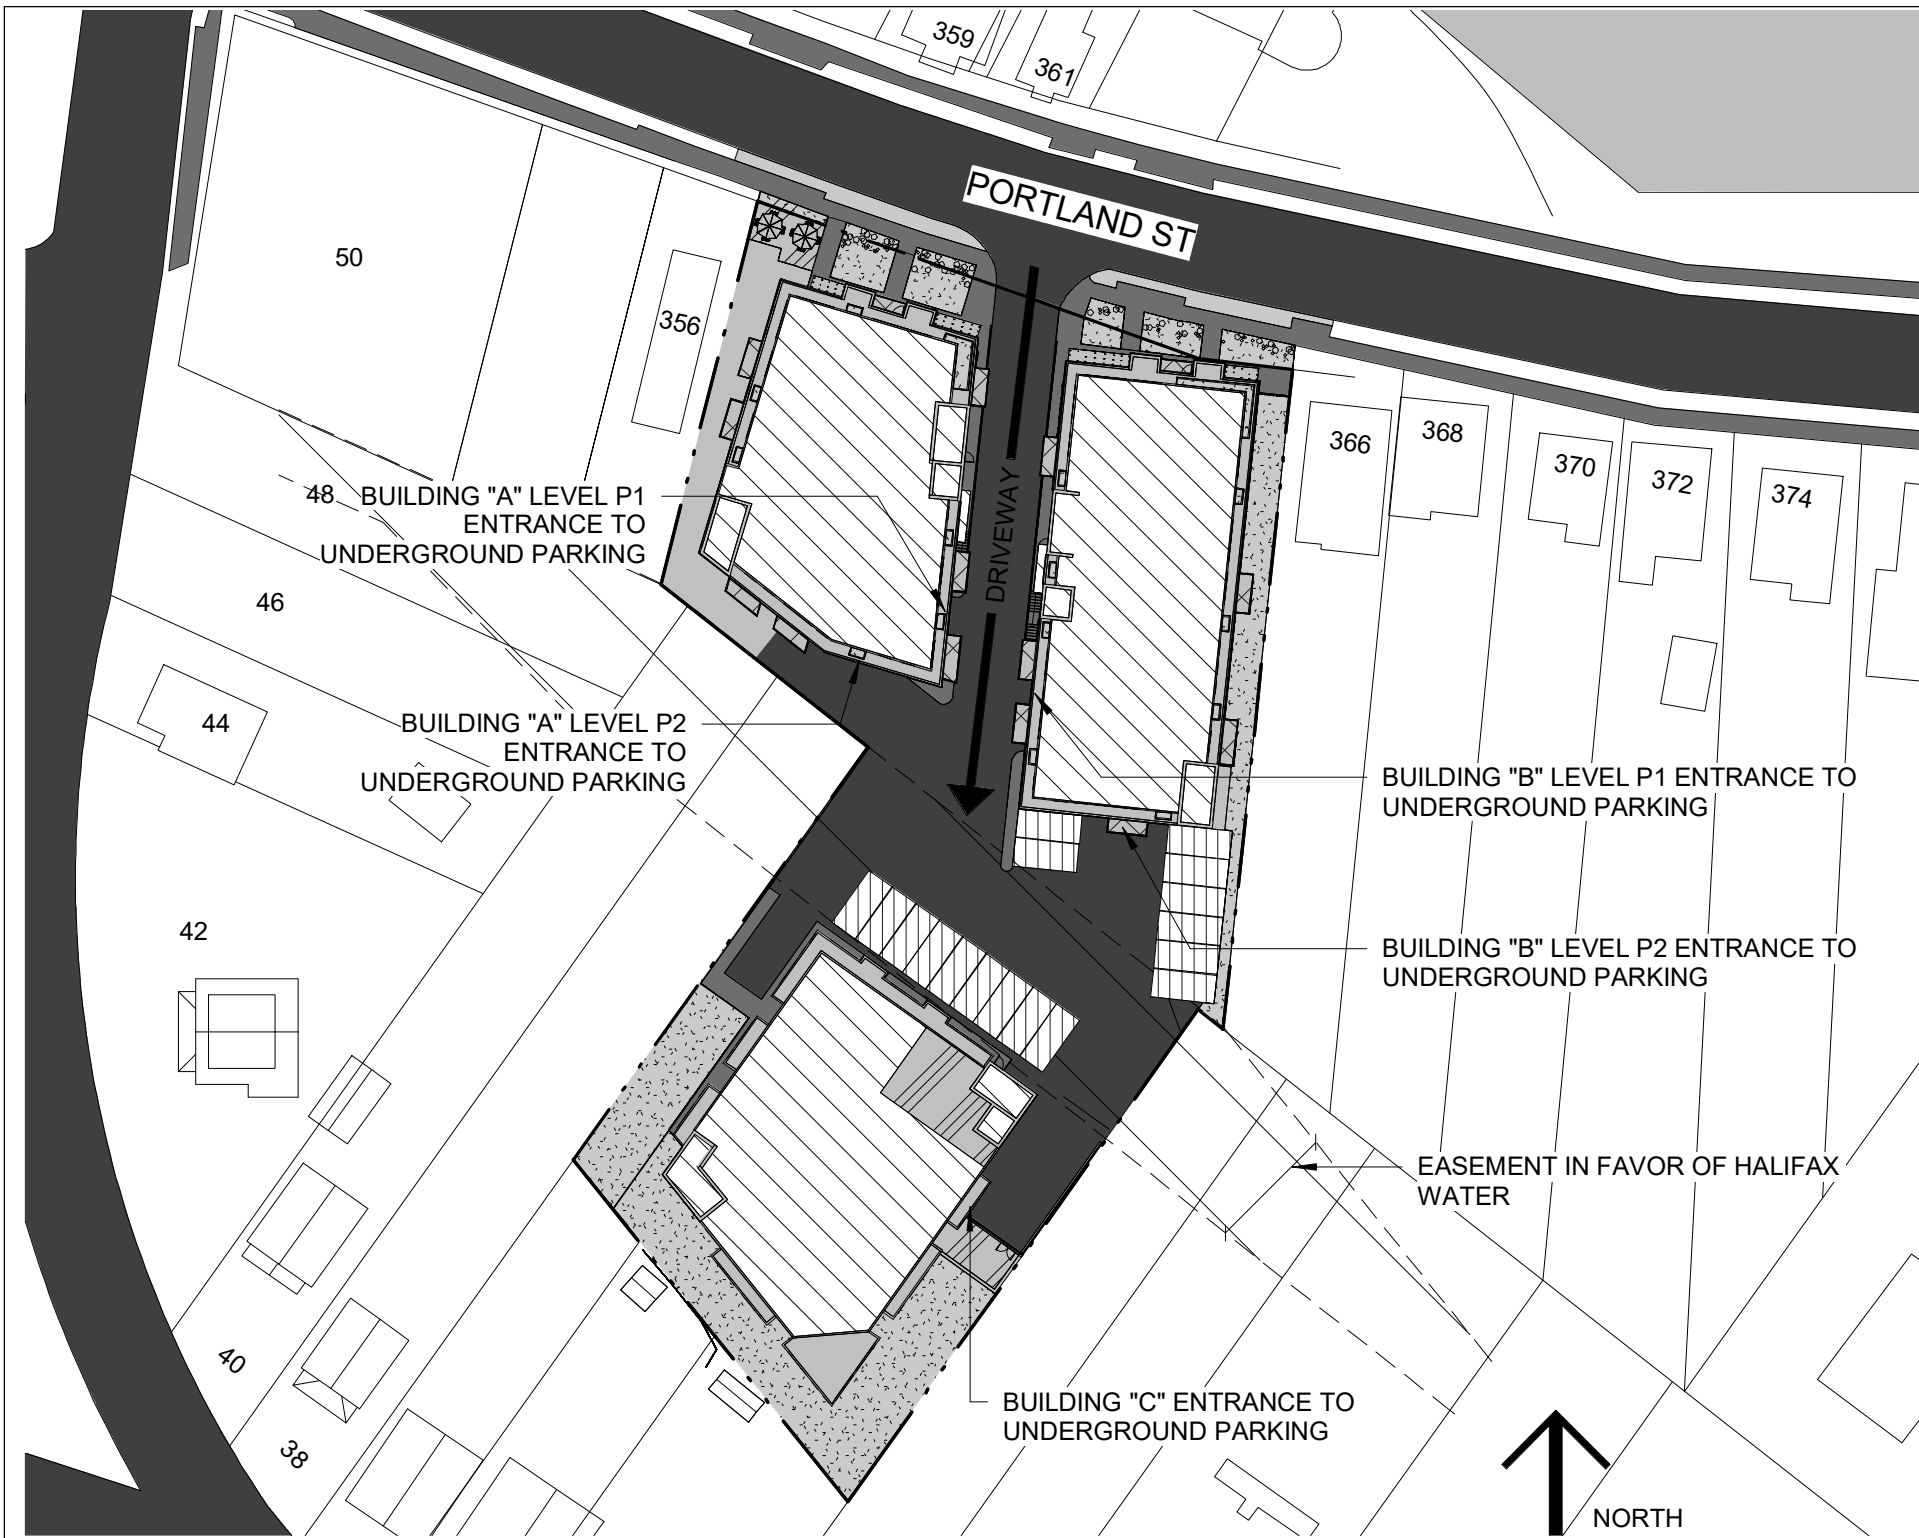 359
361
PORTLAND ST
50
356
366
368
370
372
374
48
BUILDING "A" LEVEL P1
ENTRANCE TO
UNDERGROUND PARKING
DRIVEWAY
46
44
BUILDING "A" LEVEL P2
ENTRANCE TO
UNDERGROUND PARKING
BUILDING "B" LEVEL P1 ENTRANCE TO
UNDERGROUND PARKING
42
BUILDING "B" LEVEL P2 ENTRANCE TO
UNDERGROUND PARKING
EASEMENT IN FAVOR OF HALIFAX
WATER
40
BUILDING "C" ENTRANCE TO
UNDERGROUND PARKING
38
NORTH